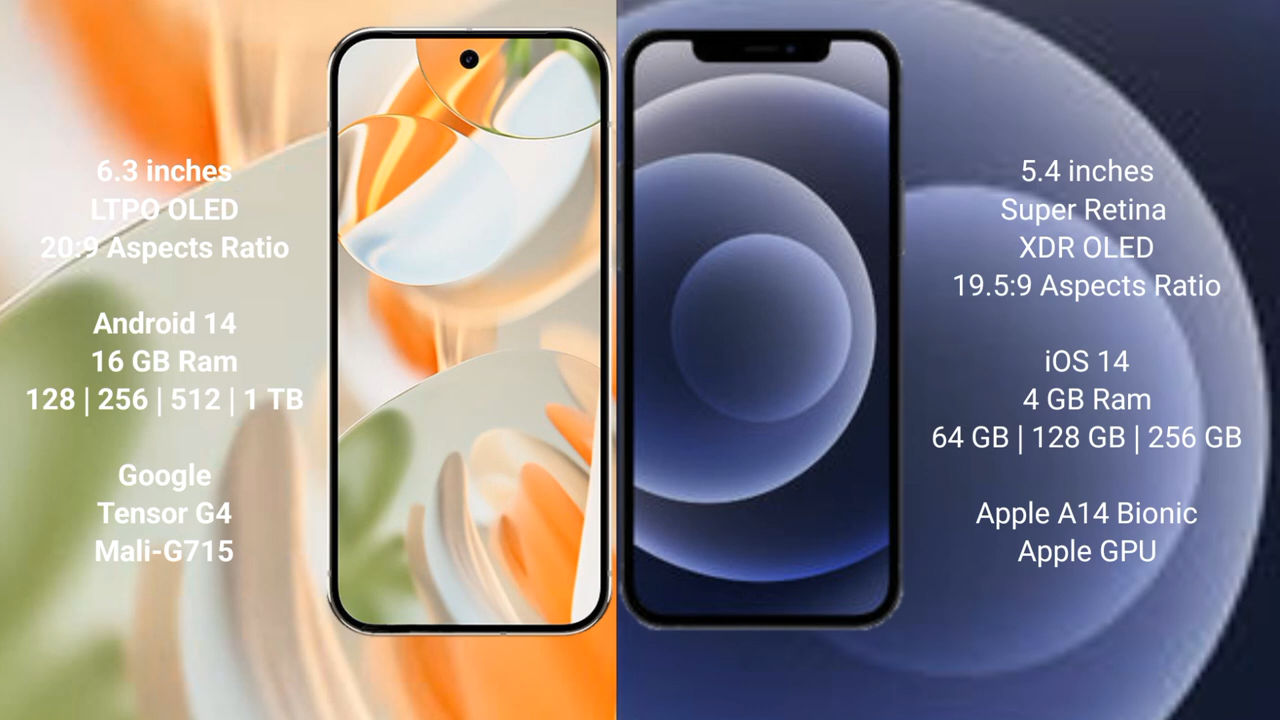 6.3 inches
LTPO OLED
20:9 Aspects Ratio
Android 14
16 GB Ram
128 | 256 | 512 | 1 TB
Google
Tensor G4
Mali-G715
5.4 inches
Super Retina
XDR OLED
19.5:9 Aspects Ratio
iOS 14
4 GB Ram
64 GB | 128 GB | 256 GB
Apple A14 Bionic
Apple GPU